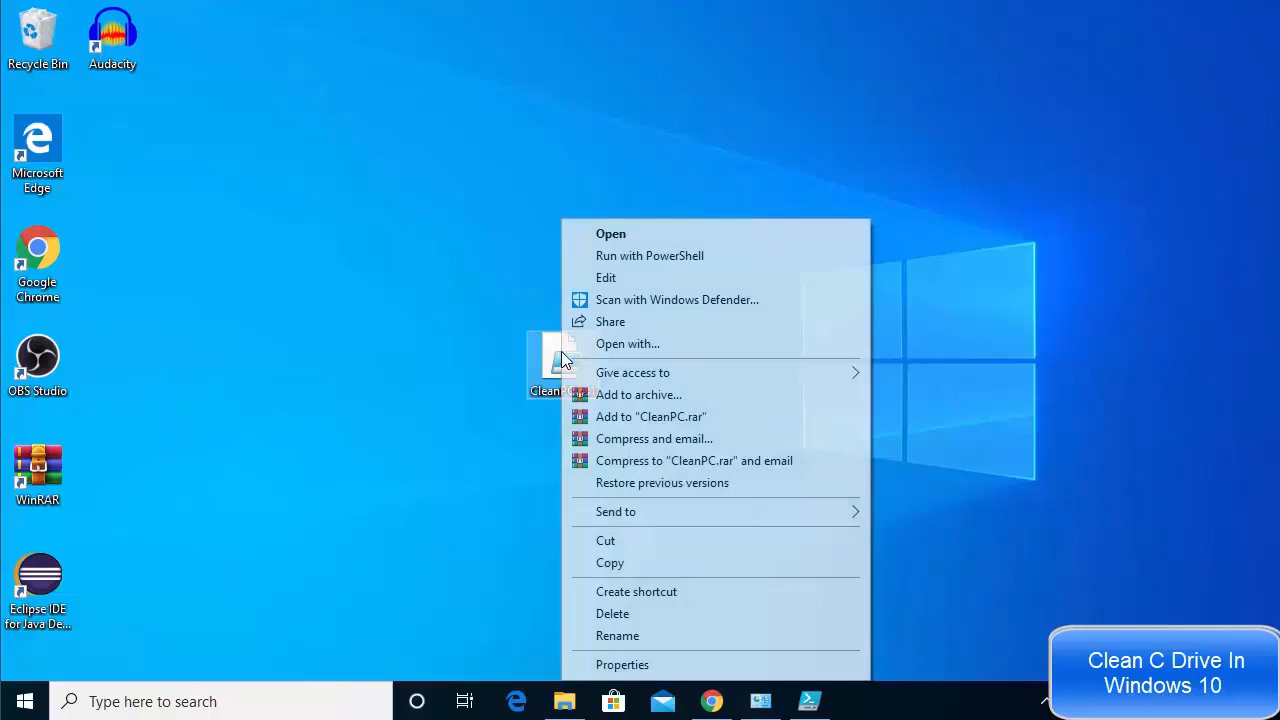 Recycle Bin
Audacity
Microsoft
Edge
Google
Chrome
OBS Studio
WinRAR
Eclipse IDE
for Java De...
Open
Run with PowerShell
Edit
Scan with Windows Defender...
Share
Open with...
Give access to
Add to archive...
Add to "CleanPC.rar"
Compress and email...
Compress to "CleanPC.rar" and email
Restore previous versions
Send to
Cut
Copy
Create shortcut
Delete
Rename
Properties
Clean C Drive In
Windows 10
Type here to search